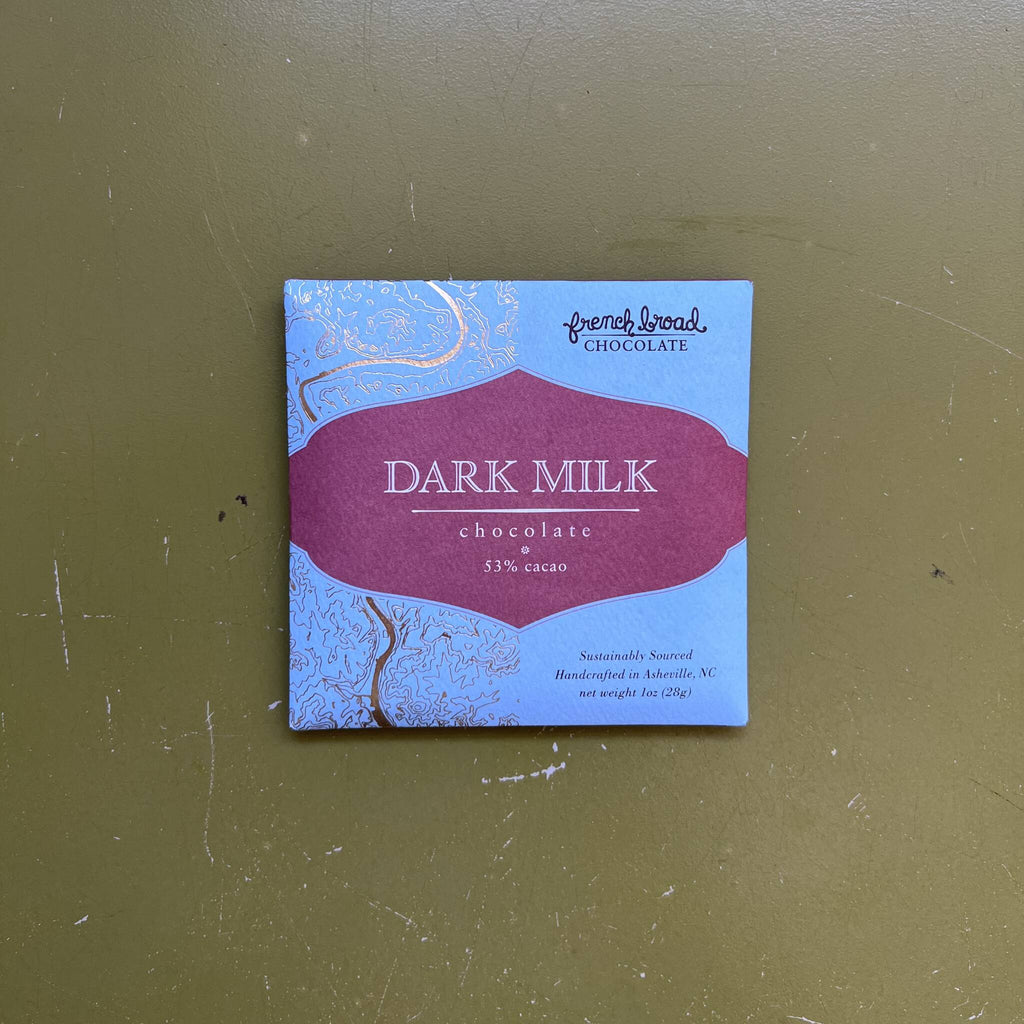 french broad
CHOCOLATE
DARK MILK
chocolate
53% cacao
Sustainably Sourced
Handcrafted in Asheville, NC
net weight 1oz (28g)